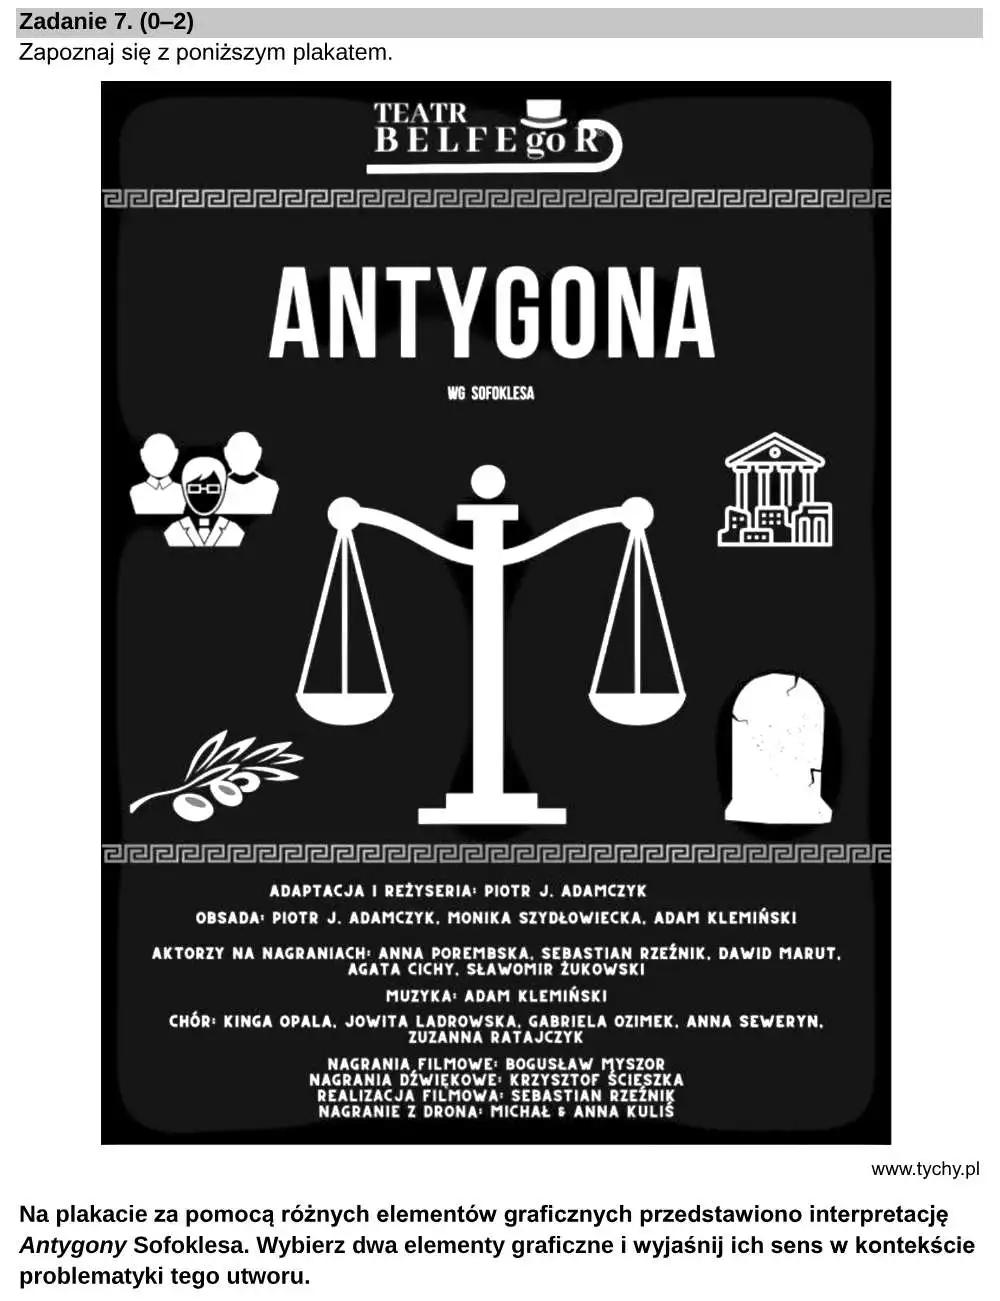 Zadanie 7. (0–2)
Zapoznaj się z poniższym plakatem.
TEATR
BELFEgoR
ANTYGONA
WG SOFOKLESA
ADAPTACJA I REŻYSERIA: PIOTR J. ADAMCZYK
OBSADA: PIOTR J. ADAMCZYK, MONIKA SZYDŁOWIECKA, ADAM KLEMIŃSKI
AKTORZY NA NAGRANIACH: ANNA POREMBSKA, SEBASTIAN RZEŹNIK, DAWID MARUT,
AGATA CICHY, SŁAWOMIR ŻUKOWSKI
MUZYKA: ADAM KLEMIŃSKI
CHÓR: KINGA OPALA, JOWITA LADROWSKA, GABRIELA OZIMEK, ANNA SEWERYN,
ZUZANNA RATAJCZYK
NAGRANIA FILMOWE: BOGUSŁAW MYSZOR
NAGRANIA DŹWIĘKOWE: KRZYSZTOF ŚCIESZKA
REALIZACJA FILMOWA: SEBASTIAN RZEŹNIK
NAGRANIE Z DRONA: MICHAŁ & ANNA KULIŚ
www.tychy.pl
Na plakacie za pomocą różnych elementów graficznych przedstawiono interpretację
Antygony Sofoklesa. Wybierz dwa elementy graficzne i wyjaśnij ich sens w kontekście
problematyki tego utworu.